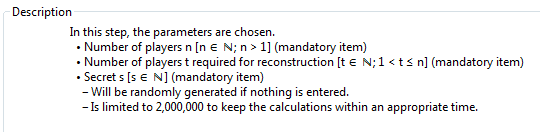 Description
In this step, the parameters are chosen.
• Number of players n [n ∈ ℕ; n > 1] (mandatory item)
• Number of players t required for reconstruction [t ∈ ℕ; 1 < t ≤ n] (mandatory item)
• Secret s [s ∈ ℕ] (mandatory item)
– Will be randomly generated if nothing is entered.
– Is limited to 2,000,000 to keep the calculations within an appropriate time.